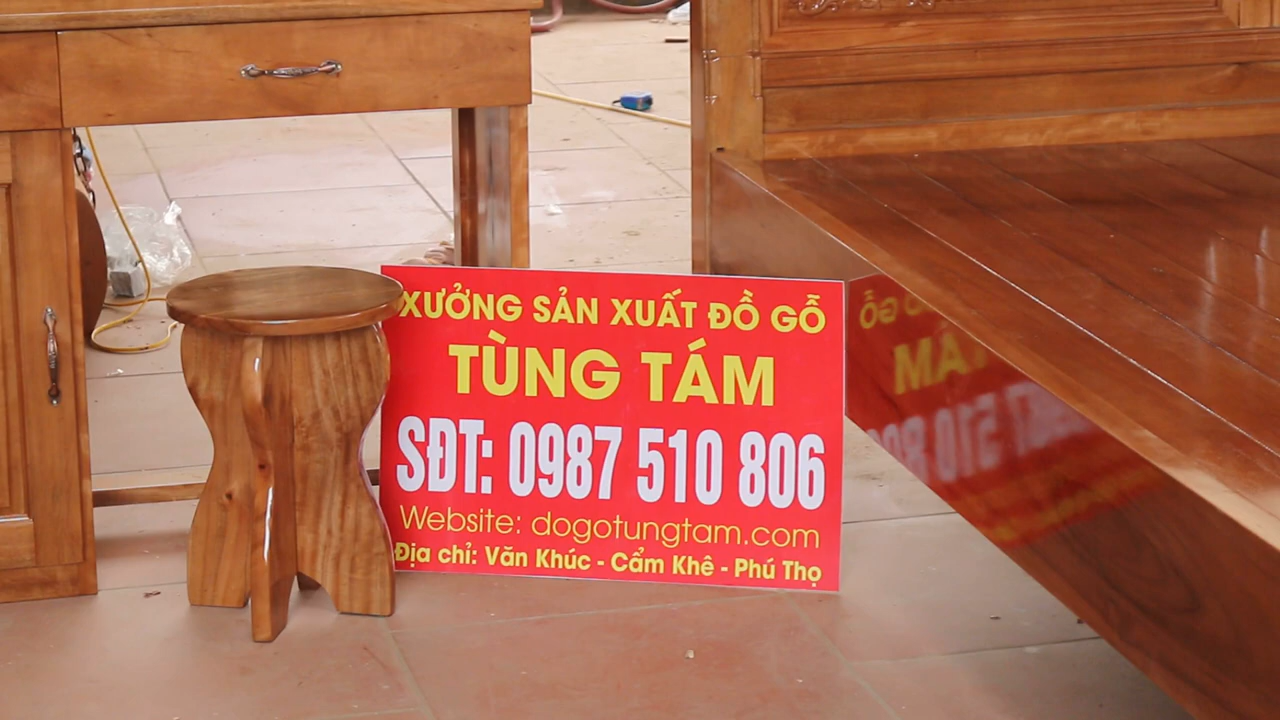 XƯỞNG SẢN XUẤT ĐỒ GỖ
TÙNG TÁM
SĐT: 0987 510 806
Website: dogotungtam.com
Địa chỉ: Văn Khúc - Cẩm Khê - Phú Thọ